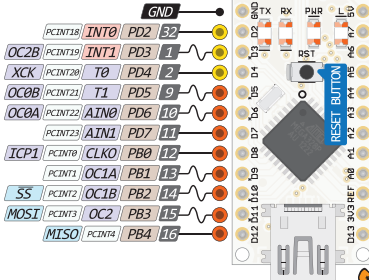 GND
PCINT18 INT0 PD2 32
OC2B PCINT19 INT1 PD3 1
XCK PCINT20 T0 PD4 2
OC0B PCINT21 T1 PD5 9
OC0A PCINT22 AIN0 PD6 10
PCINT23 AIN1 PD7 11
ICP1 PCINT0 CLKO PB0 12
PCINT1 OC1A PB1 13
SS PCINT2 OC1B PB2 14
MOSI PCINT3 OC2 PB3 15
MISO PCINT4 PB4 16
GND
D2
D3
D4
D5
D6
D7
D8
D9
D10
D11
D12
TX RX PWR L
RST
RESET BUTTON
5V
A7
A6
A5
A2
A1
A0
REF
3V3
D13